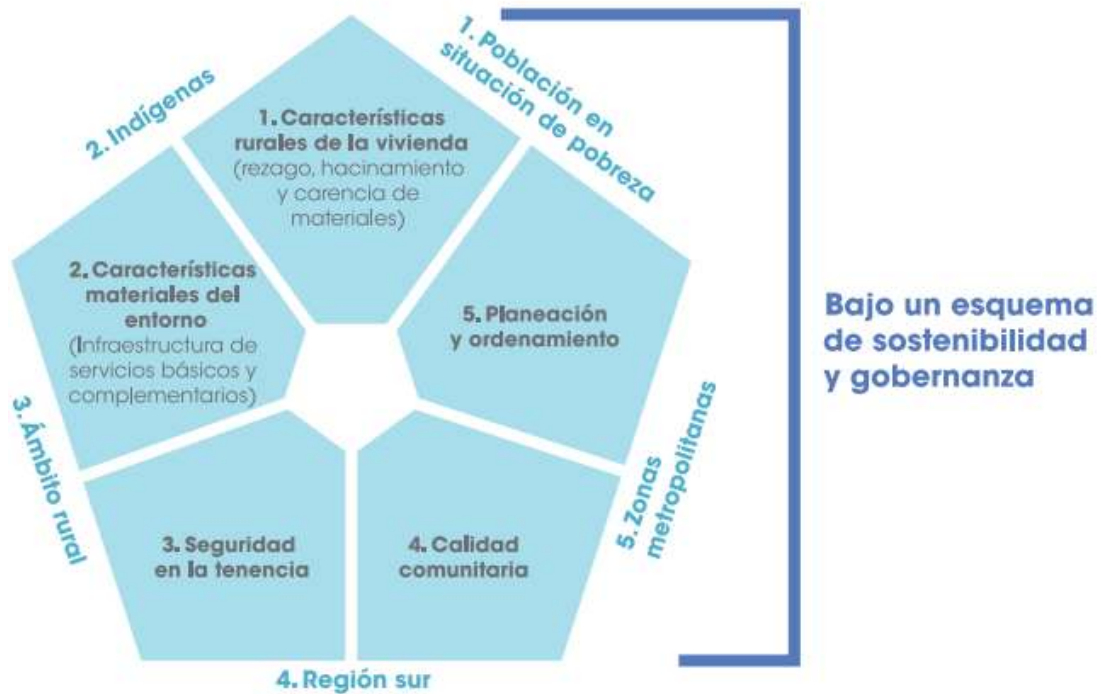 1. Población en
situación de pobreza
2. Indígenas
1. Características
rurales de la vivienda
(rezago, hacinamiento
y carencia de
materiales)
2. Características
materiales del
entorno
(Infraestructura de
servicios básicos y
complementarios)
5. Planeación
y ordenamiento
Bajo un esquema
de sostenibilidad
y gobernanza
3. Ámbito rural
3. Seguridad
en la tenencia
4. Calidad
comunitaria
5. Zonas
metropolitanas
4. Región sur